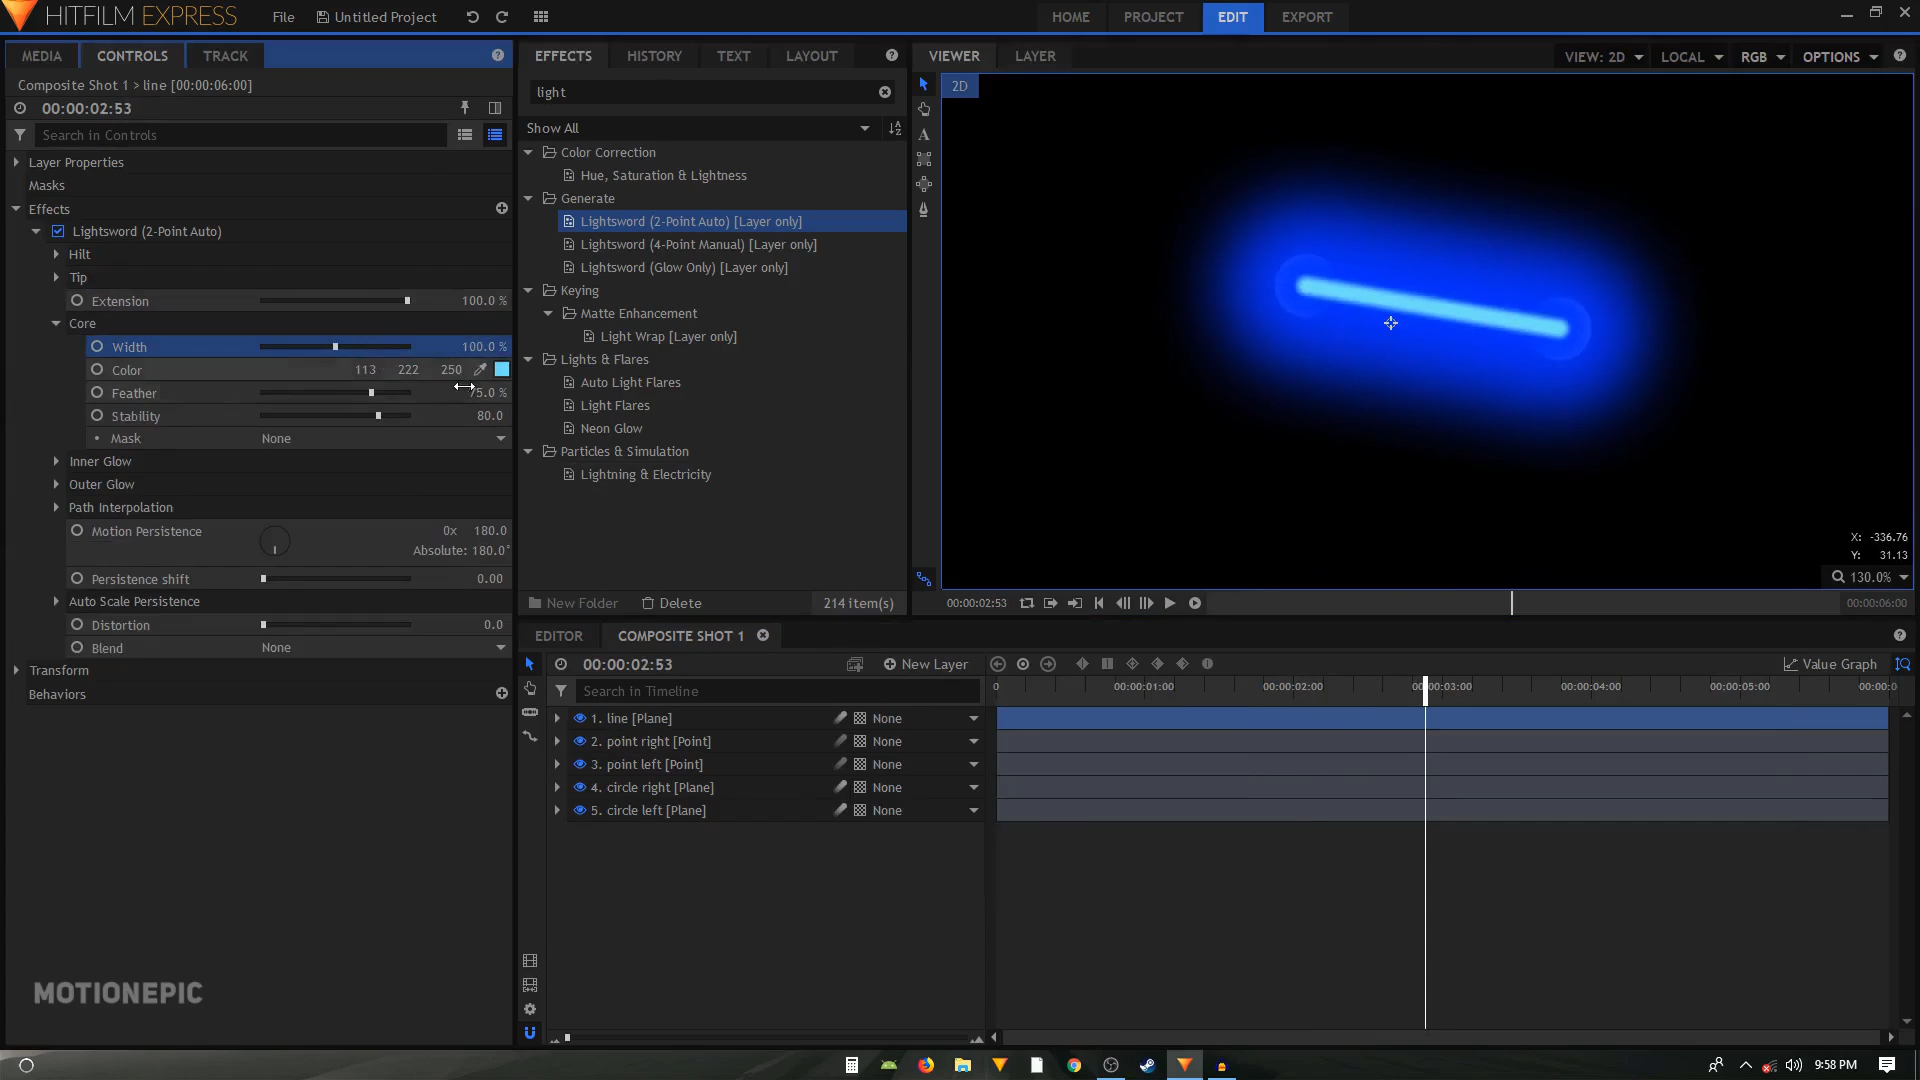 HITFILM EXPRESS
File
Untitled Project
HOME
PROJECT
EDIT
EXPORT
MEDIA
CONTROLS
TRACK
Composite Shot 1 > line [00:00:06:00]
00:00:02:53
Search in Controls
Layer Properties
Masks
Effects
Lightsword (2-Point Auto)
Hilt
Tip
Extension 100.0 %
Core
Width 100.0 %
Color 113 222 250
Feather 75.0 %
Stability 80.0
Mask None
Inner Glow
Outer Glow
Path Interpolation
Motion Persistence 0x 180.0
Absolute: 180.0°
Persistence shift 0.00
Auto Scale Persistence
Distortion 0.0
Blend None
Transform
Behaviors
MOTIONEPIC
EFFECTS
HISTORY
TEXT
LAYOUT
light
Show All
Color Correction
Hue, Saturation & Lightness
Generate
Lightsword (2-Point Auto) [Layer only)
Lightsword (4-Point Manual) [Layer only)
Lightsword (Glow Only) [Layer only)
Keying
Matte Enhancement
Light Wrap [Layer only)
Lights & Flares
Auto Light Flares
Light Flares
Neon Glow
Particles & Simulation
Lightning & Electricity
New Folder
Delete
214 item(s)
VIEWER
LAYER
VIEW: 2D
LOCAL
RGB
OPTIONS
2D
X: -336.76
Y: 31.13
130.0%
00:00:02:53
00:00:06:00
EDITOR
COMPOSITE SHOT 1
00:00:02:53
New Layer
Value Graph
Search in Timeline
0 00:00:01:00 00:00:02:00 00:00:03:00 00:00:04:00 00:00:05:00 00:00:0
1. line [Plane] None
2. point right [Point] None
3. point left [Point] None
4. circle right [Plane] None
5. circle left [Plane] None
9:58 PM